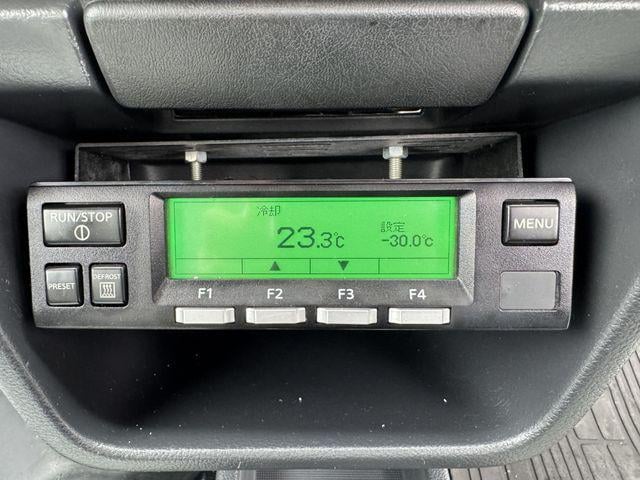 RUN/STOP
PRESET
DEFROST
冷却
23.3℃
設定
-30.0℃
▲ ▼
F1 F2 F3 F4
MENU